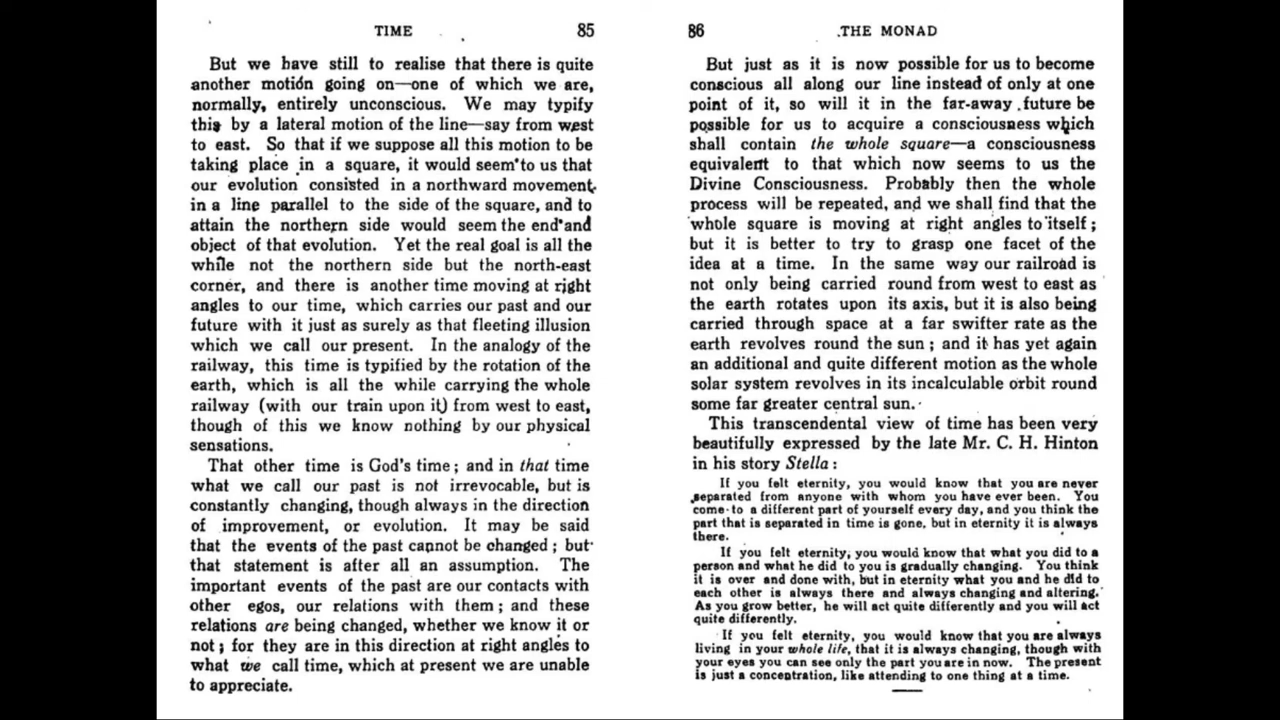 TIME 85
But we have still to realise that there is quite
another motion going on—one of which we are,
normally, entirely unconscious. We may typify
this by a lateral motion of the line—say from west
to east. So that if we suppose all this motion to be
taking place in a square, it would seem to us that
our evolution consisted in a northward movement
in a line parallel to the side of the square, and to
attain the northern side would seem the end and
object of that evolution. Yet the real goal is all the
while not the northern side but the north-east
corner, and there is another time moving at right
angles to our time, which carries our past and our
future with it just as surely as that fleeting illusion
which we call our present. In the analogy of the
railway, this time is typified by the rotation of the
earth, which is all the while carrying the whole
railway (with our train upon it) from west to east,
though of this we know nothing by our physical
sensations.
That other time is God's time; and in that time
what we call our past is not irrevocable, but is
constantly changing, though always in the direction
of improvement, or evolution. It may be said
that the events of the past cannot be changed; but
that statement is after all an assumption. The
important events of the past are our contacts with
other egos, our relations with them; and these
relations are being changed, whether we know it or
not; for they are in this direction at right angles to
what we call time, which at present we are unable
to appreciate.
86 THE MONAD
But just as it is now possible for us to become
conscious all along our line instead of only at one
point of it, so will it in the far-away future be
possible for us to acquire a consciousness which
shall contain the whole square—a consciousness
equivalent to that which now seems to us the
Divine Consciousness. Probably then the whole
process will be repeated, and we shall find that the
whole square is moving at right angles to itself;
but it is better to try to grasp one facet of the
idea at a time. In the same way our railroad is
not only being carried round from west to east as
the earth rotates upon its axis, but it is also being
carried through space at a far swifter rate as the
earth revolves round the sun; and it has yet again
an additional and quite different motion as the whole
solar system revolves in its incalculable orbit round
some far greater central sun.
This transcendental view of time has been very
beautifully expressed by the late Mr. C. H. Hinton
in his story Stella:
If you felt eternity, you would know that you are never
separated from anyone with whom you have ever been. You
come to a different part of yourself every day, and you think the
part that is separated in time is gone, but in eternity it is always
there.
If you felt eternity, you would know that what you did to a
person and what he did to you is gradually changing. You think
it is over and done with, but in eternity what you and he did to
each other is always there and always changing and altering.
As you grow better, he will act quite differently and you will act
quite differently.
If you felt eternity, you would know that you are always
living in your whole life, that it is always changing, though with
your eyes you can see only the part you are in now. The present
is just a concentration, like attending to one thing at a time.